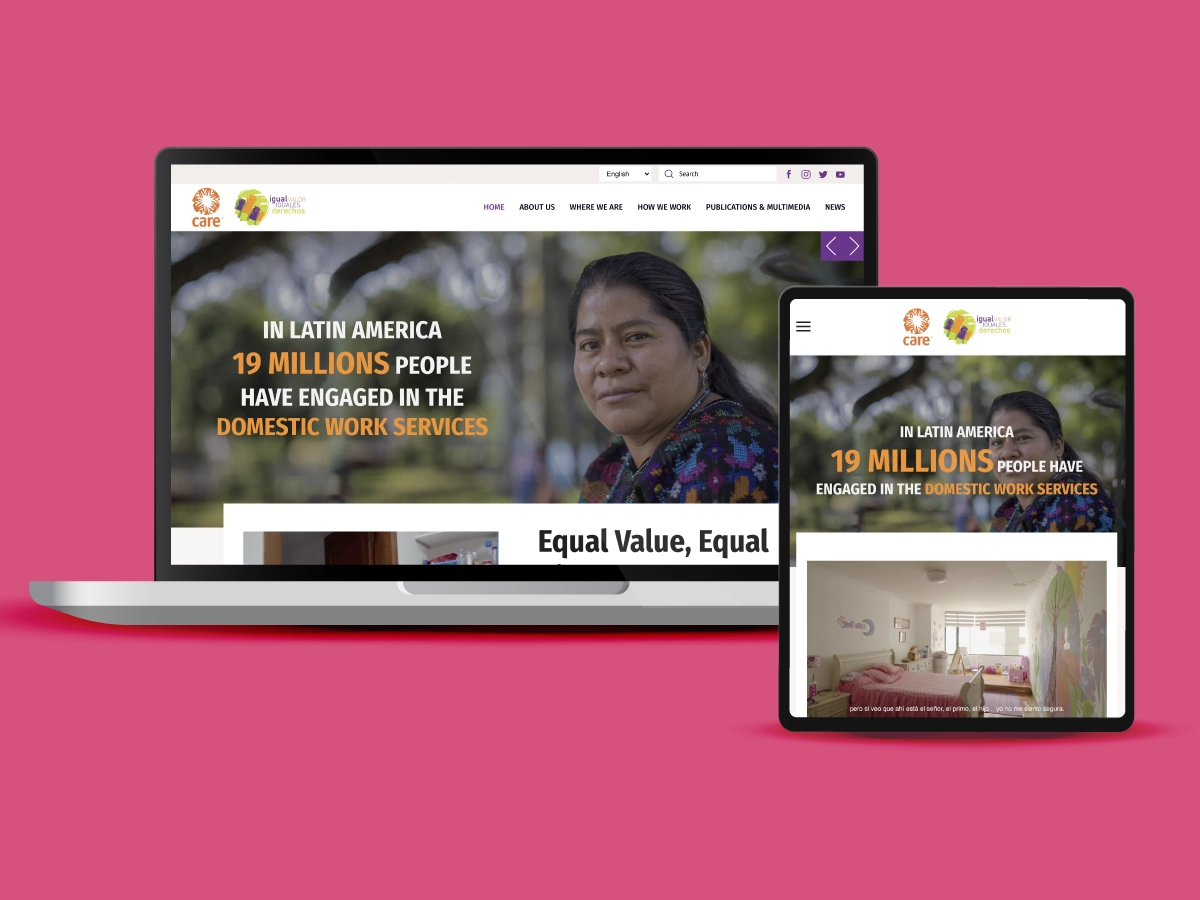 English
Search
care
igual VALOR
IGUALES
derechos
HOME ABOUT US WHERE WE ARE HOW WE WORK PUBLICATIONS & MULTIMEDIA NEWS
IN LATIN AMERICA
19 MILLIONS PEOPLE
HAVE ENGAGED IN THE
DOMESTIC WORK SERVICES
Equal Value, Equal
care
igual VALOR
IGUALES
derechos
IN LATIN AMERICA
19 MILLIONS PEOPLE HAVE
ENGAGED IN THE DOMESTIC WORK SERVICES
pero si veo que ahí está el señor, el primo, el hijo... yo no me siento segura.